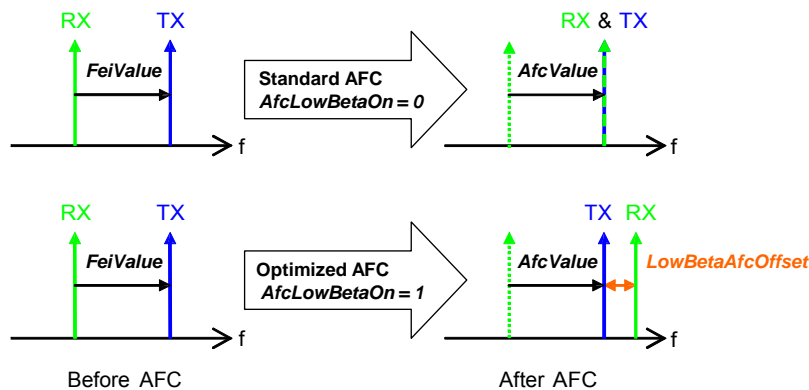 RX TX RX & TX
FeiValue Standard AFC AfcValue
AfcLowBetaOn = 0
f f
RX TX TX RX
FeiValue Optimized AFC AfcValue LowBetaAfcOffset
AfcLowBetaOn = 1
f f
Before AFC After AFC